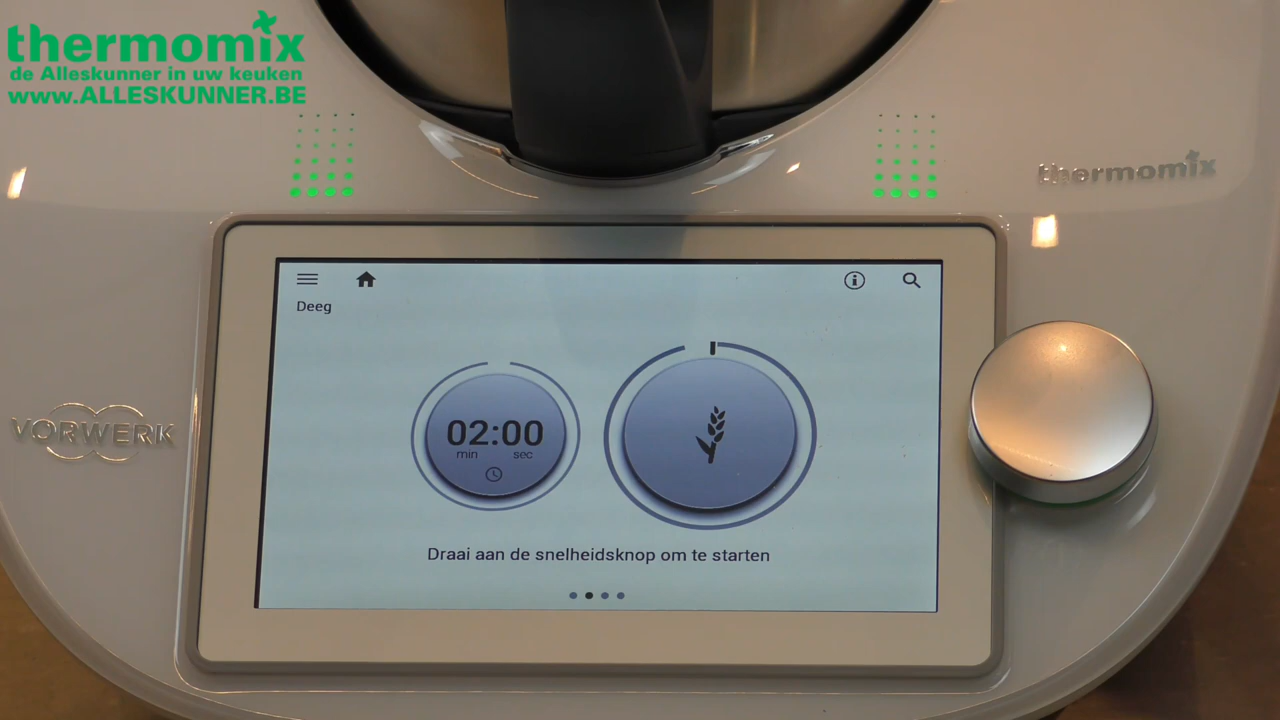 thermomix
de Alleskunner in uw keuken
www.ALLESKUNNER.BE
thermomix
Deeg
02:00
min sec
VORWERK
Draai aan de snelheidsknop om te starten